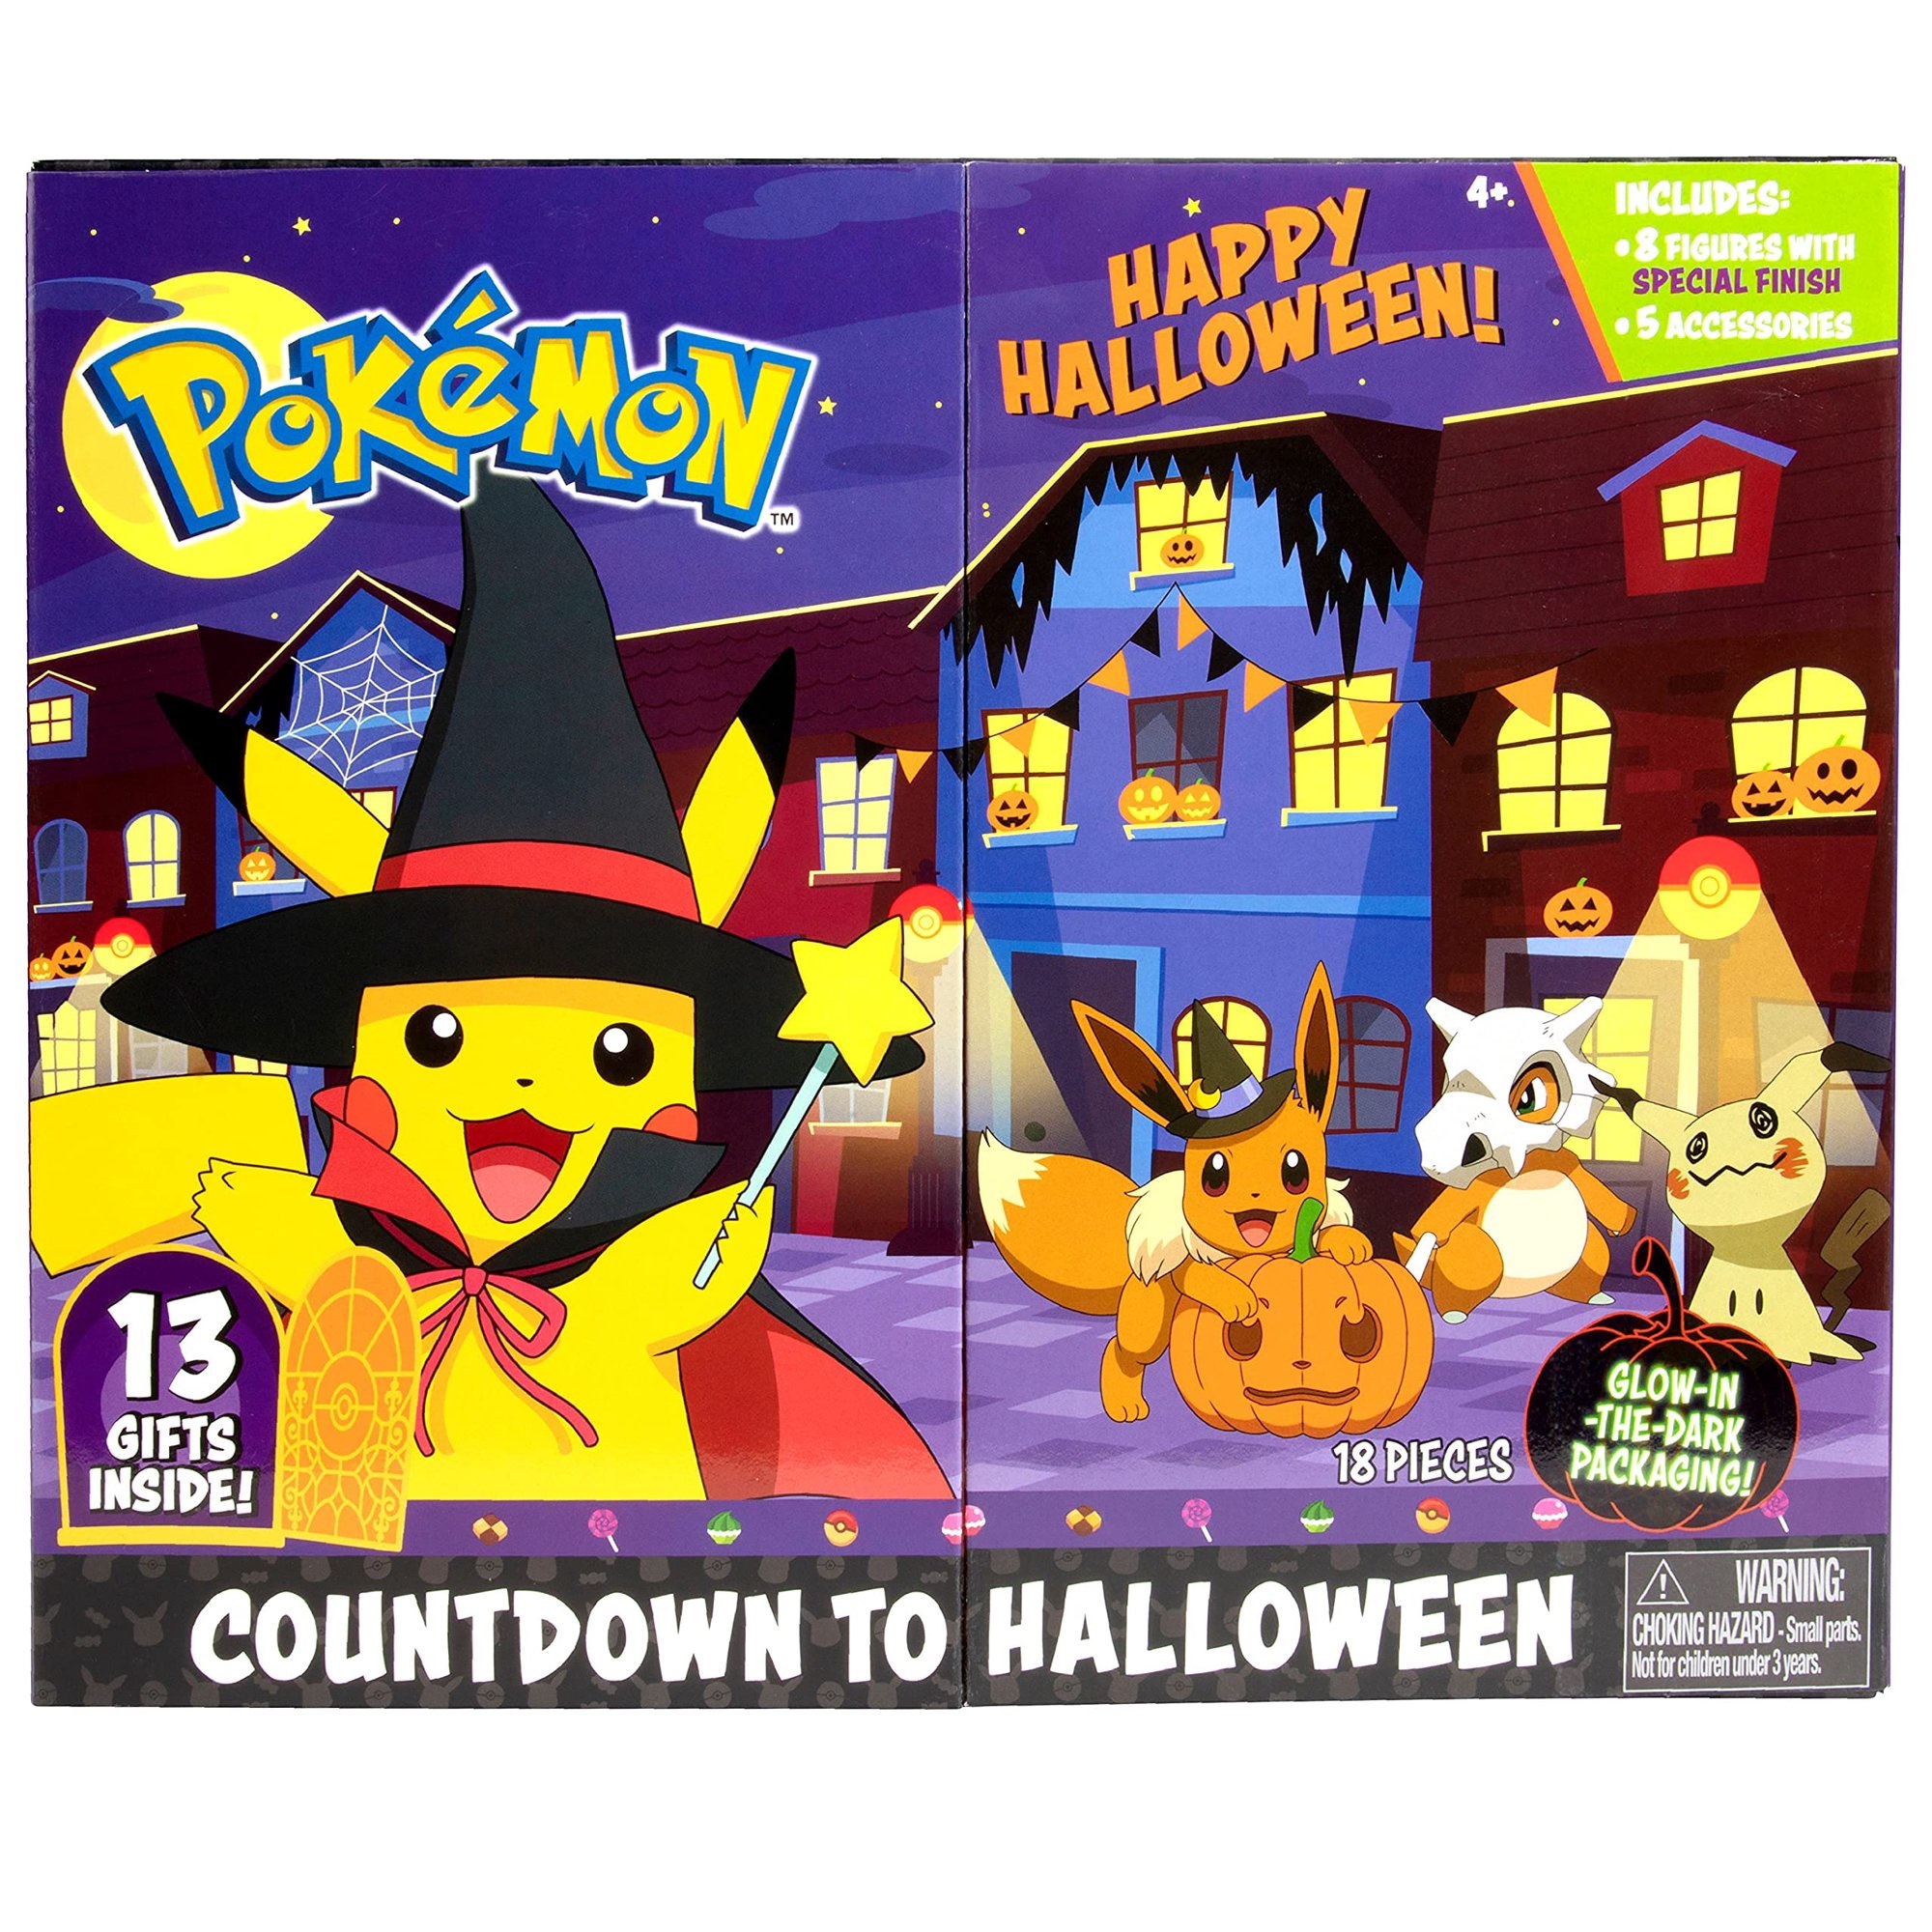 POKéMON
TM
HAPPY
HALLOWEEN!
4+
INCLUDES:
• 8 FIGURES WITH
SPECIAL FINISH
• 5 ACCESSORIES
13
GIFTS
INSIDE!
18 PIECES
GLOW-IN
-THE-DARK
PACKAGING!
COUNTDOWN TO HALLOWEEN
WARNING:
CHOKING HAZARD - Small parts.
Not for children under 3 years.